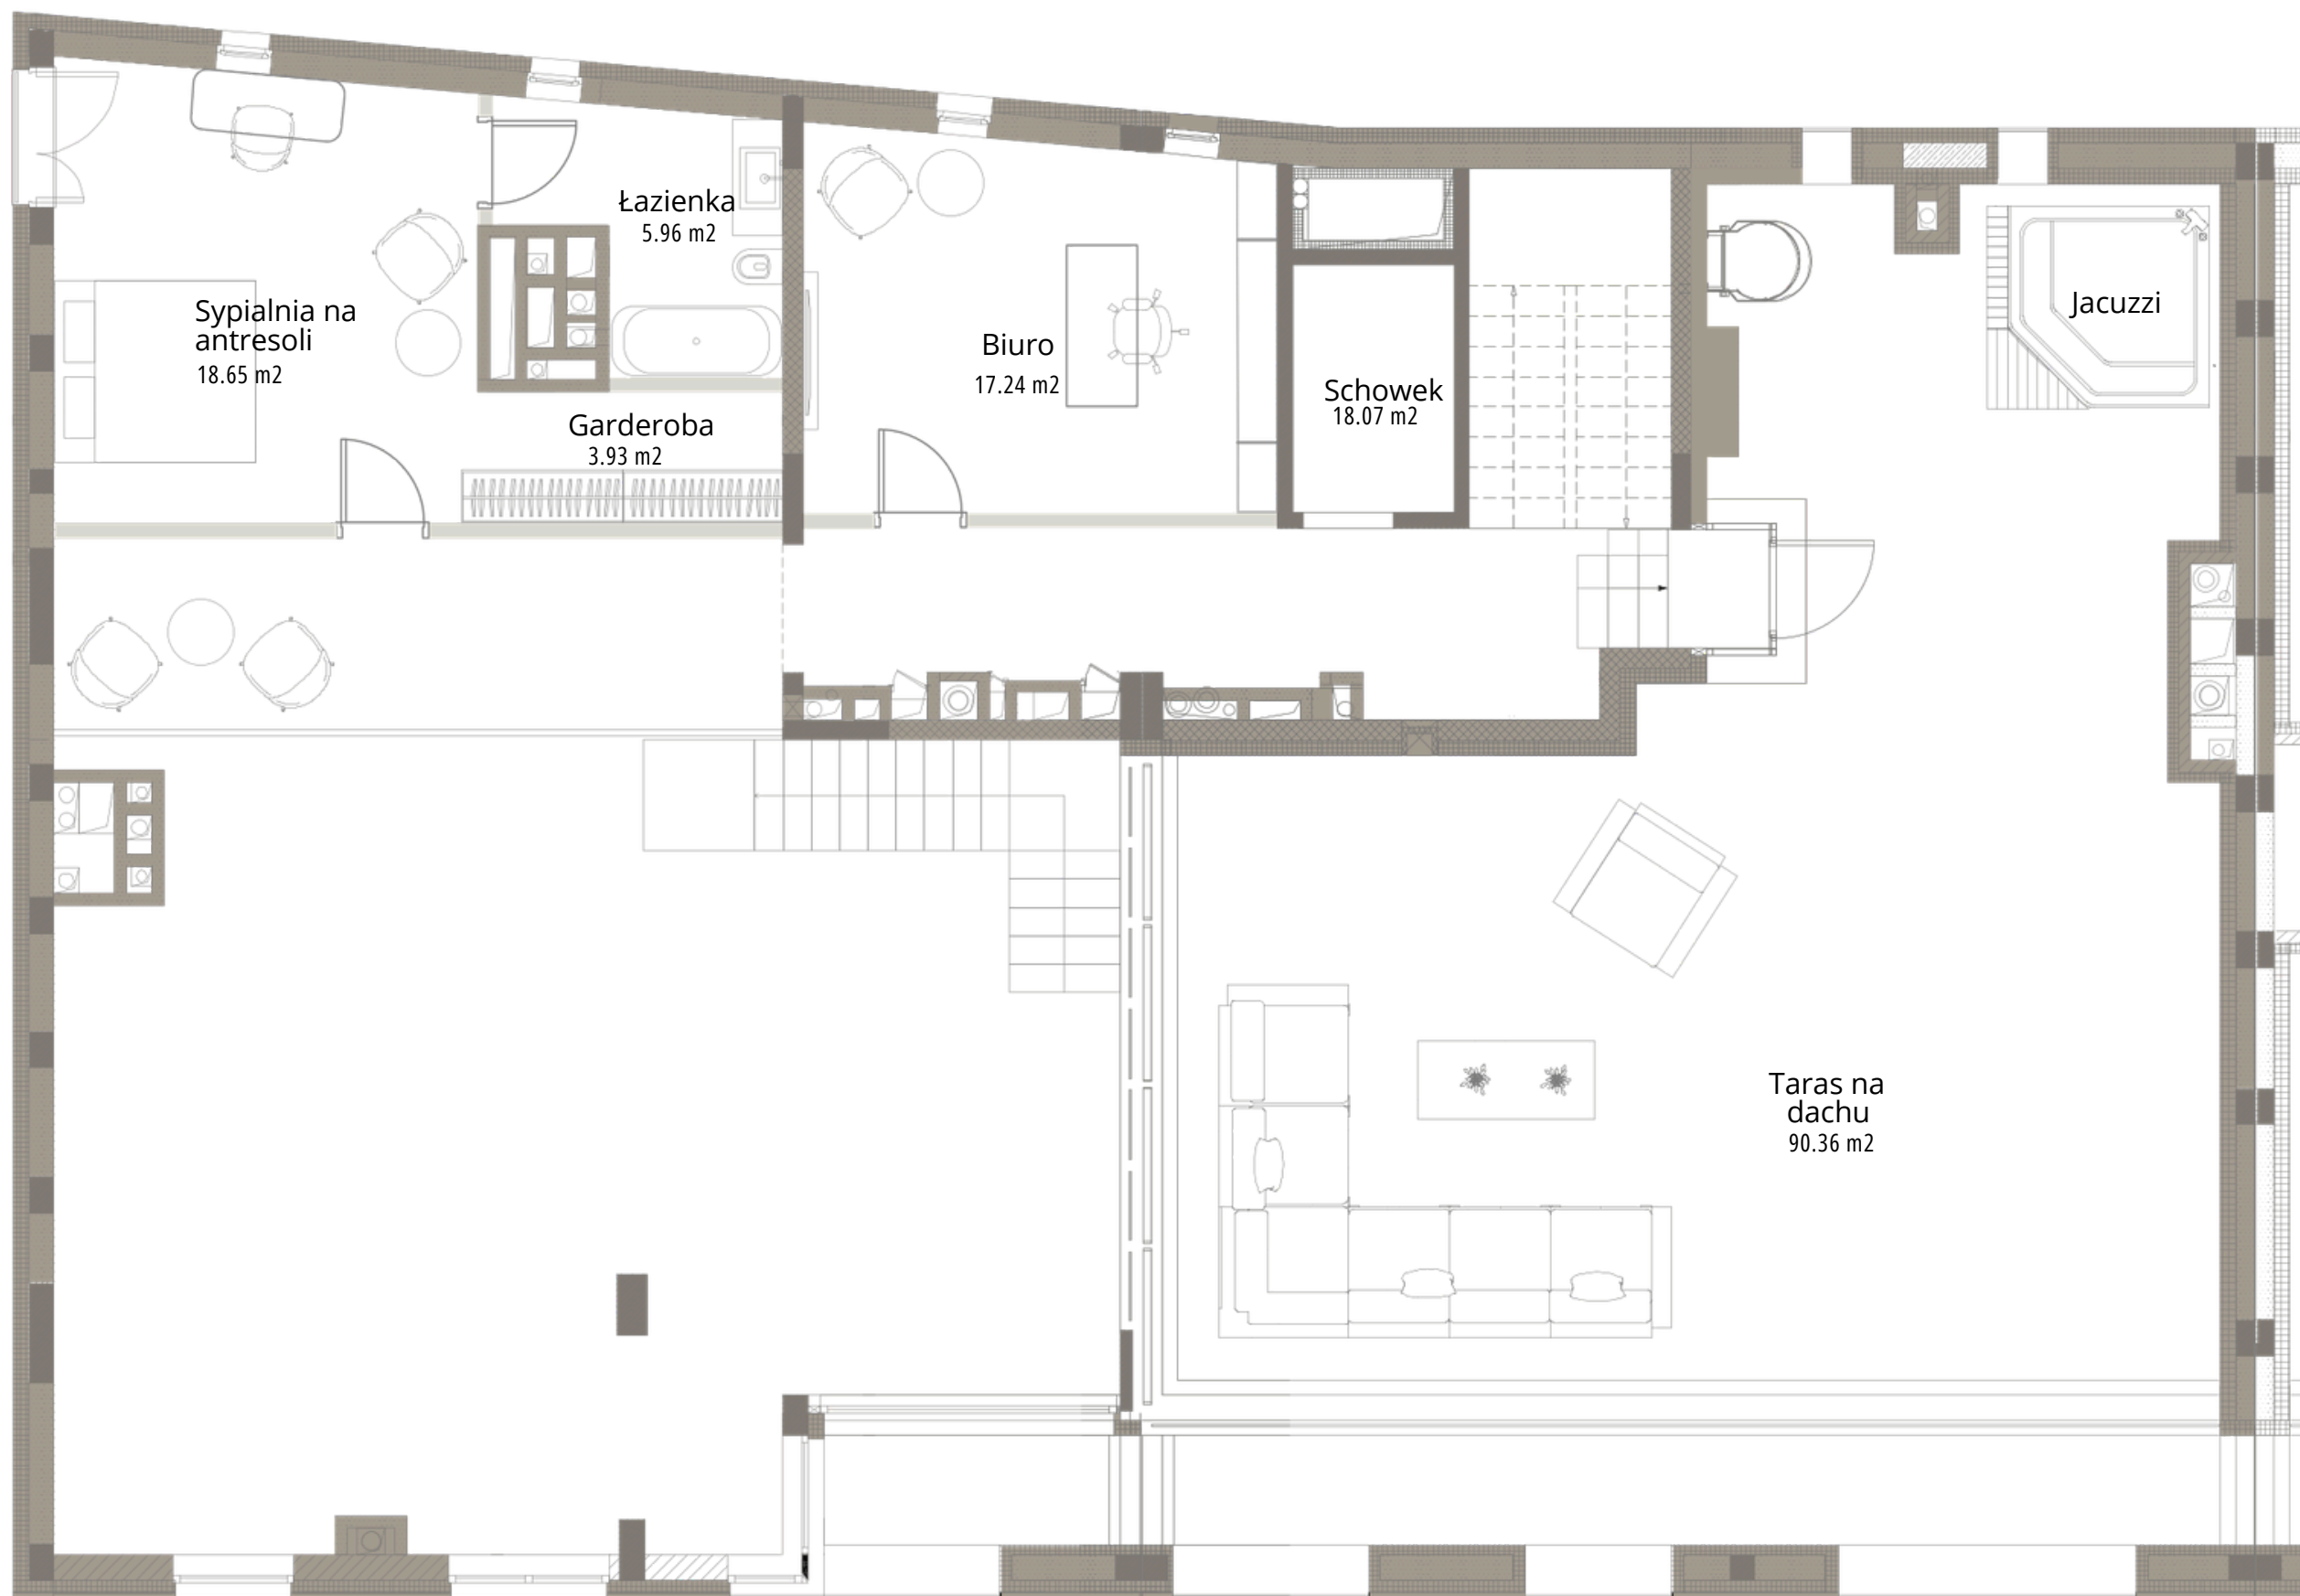 Łazienka
5.96 m2
Sypialnia na
antresoli
18.65 m2
Garderoba
3.93 m2
Biuro
17.24 m2
Schowek
18.07 m2
Jacuzzi
Taras na
dachu
90.36 m2